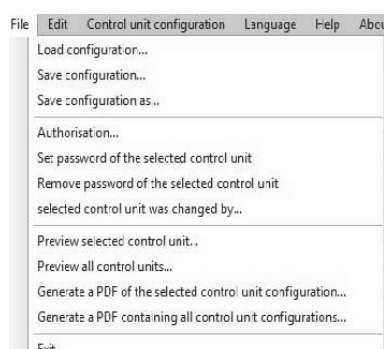 File Edit Control unit configuration Language Help Abou
Load configuration...
Save configuration...
Save configuration as...
Authorisation...
Set password of the selected control unit
Remove password of the selected control unit
selected control unit was changed by...
Preview selected control unit...
Preview all control units...
Generate a PDF of the selected control unit configuration...
Generate a PDF containing all control unit configurations...
Exit